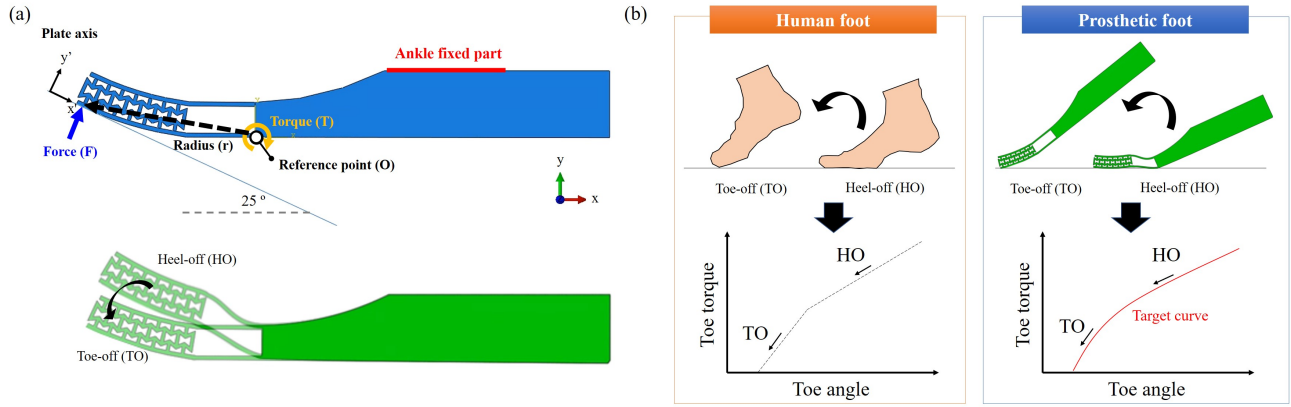 (a)
Plate axis
y'
x'
Ankle fixed part
Torque (T)
Radius (r)
Force (F)
Reference point (O)
y
x
25 °
Heel-off (HO)
Toe-off (TO)
(b)
Human foot
Toe-off (TO)
Heel-off (HO)
Toe torque
HO
TO
Toe angle
Prosthetic foot
Toe-off (TO)
Heel-off (HO)
Toe torque
HO
TO
Target curve
Toe angle